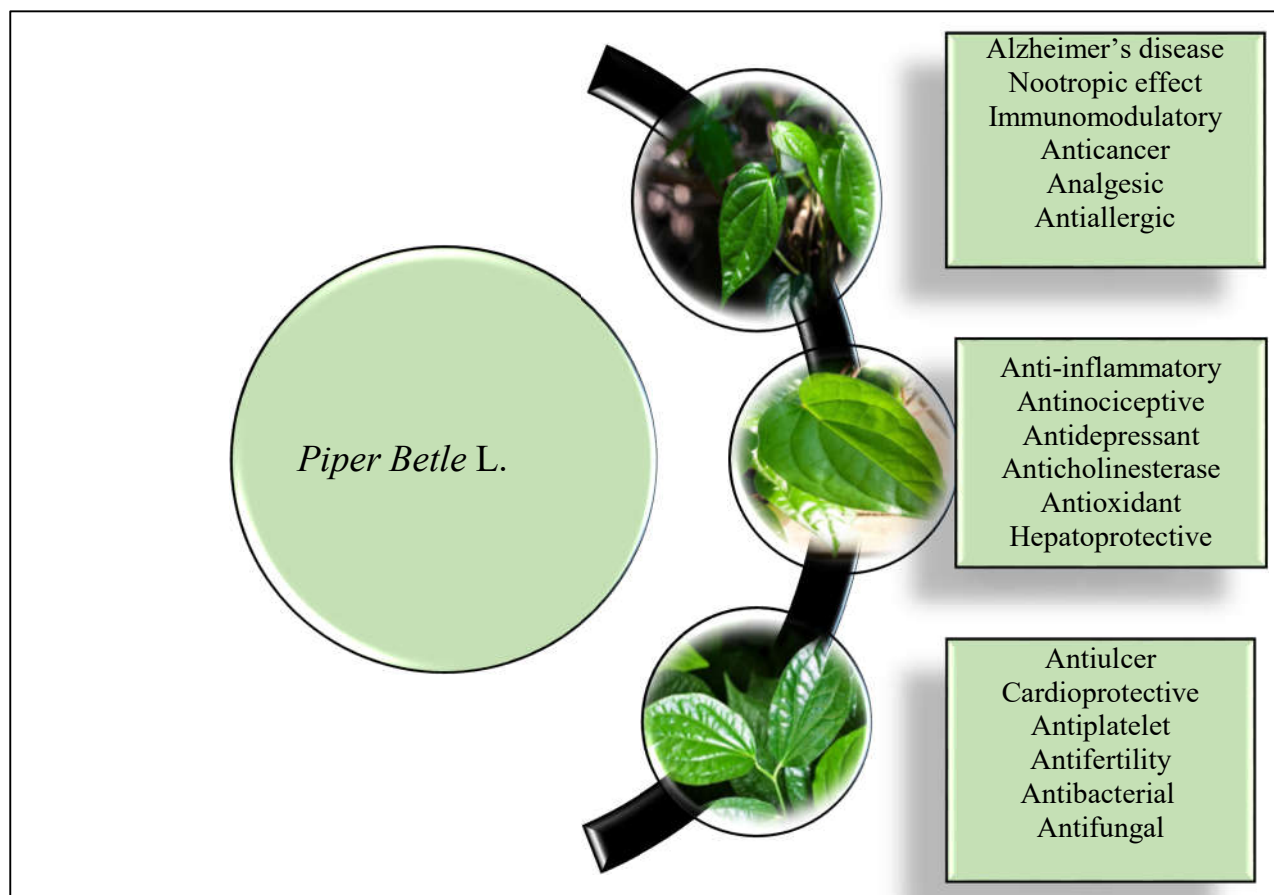 Piper Betle L.
Alzheimer’s disease
Nootropic effect
Immunomodulatory
Anticancer
Analgesic
Antiallergic
Anti-inflammatory
Antinociceptive
Antidepressant
Anticholinesterase
Antioxidant
Hepatoprotective
Antiulcer
Cardioprotective
Antiplatelet
Antifertility
Antibacterial
Antifungal